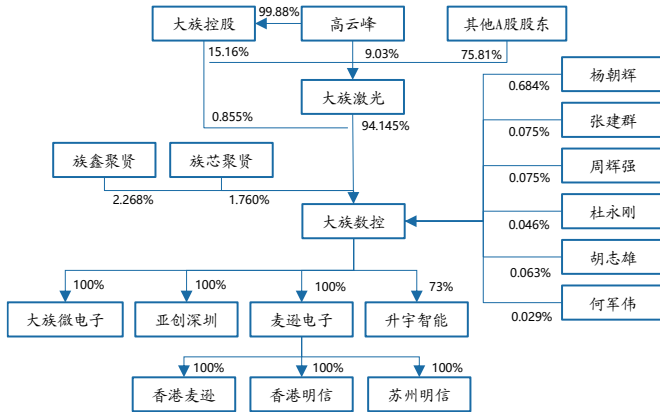 大族控股
99.88%
高云峰
其他A股股东
15.16%
9.03%
75.81%
大族激光
杨朝辉
0.684%
0.855%
94.145%
张建群
0.075%
族鑫聚贤
族芯聚贤
周辉强
0.075%
2.268%
1.760%
大族数控
杜永刚
0.046%
胡志雄
0.063%
100%
100%
100%
73%
何军伟
0.029%
大族微电子
亚创深圳
麦逊电子
升宇智能
100%
100%
100%
香港麦逊
香港明信
苏州明信